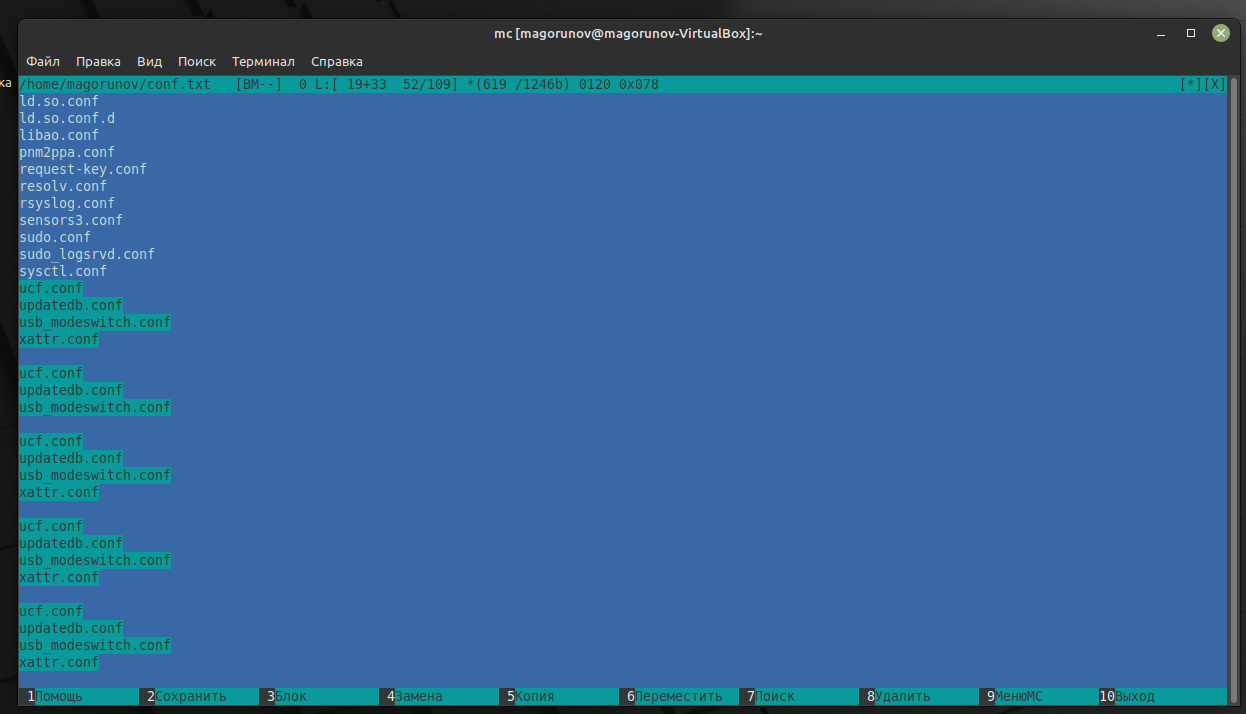 mc [magorunov@magorunov-VirtualBox]:~
Файл Правка Вид Поиск Терминал Справка
ка
/home/magorunov/conf.txt [BM--] 0 L:[ 19+33 52/109] *(619 /1246b) 0120 0x078 [*][X]
ld.so.conf
ld.so.conf.d
libao.conf
pnm2ppa.conf
request-key.conf
resolv.conf
rsyslog.conf
sensors3.conf
sudo.conf
sudo_logsrvd.conf
sysctl.conf
ucf.conf
updatedb.conf
usb_modeswitch.conf
xattr.conf
ucf.conf
updatedb.conf
usb_modeswitch.conf
ucf.conf
updatedb.conf
usb_modeswitch.conf
xattr.conf
ucf.conf
updatedb.conf
usb_modeswitch.conf
xattr.conf
ucf.conf
updatedb.conf
usb_modeswitch.conf
xattr.conf
1Помощь 2Сохранить 3Блок 4Замена 5Копия 6Переместить 7Поиск 8Удалить 9МенюMC 10Выход